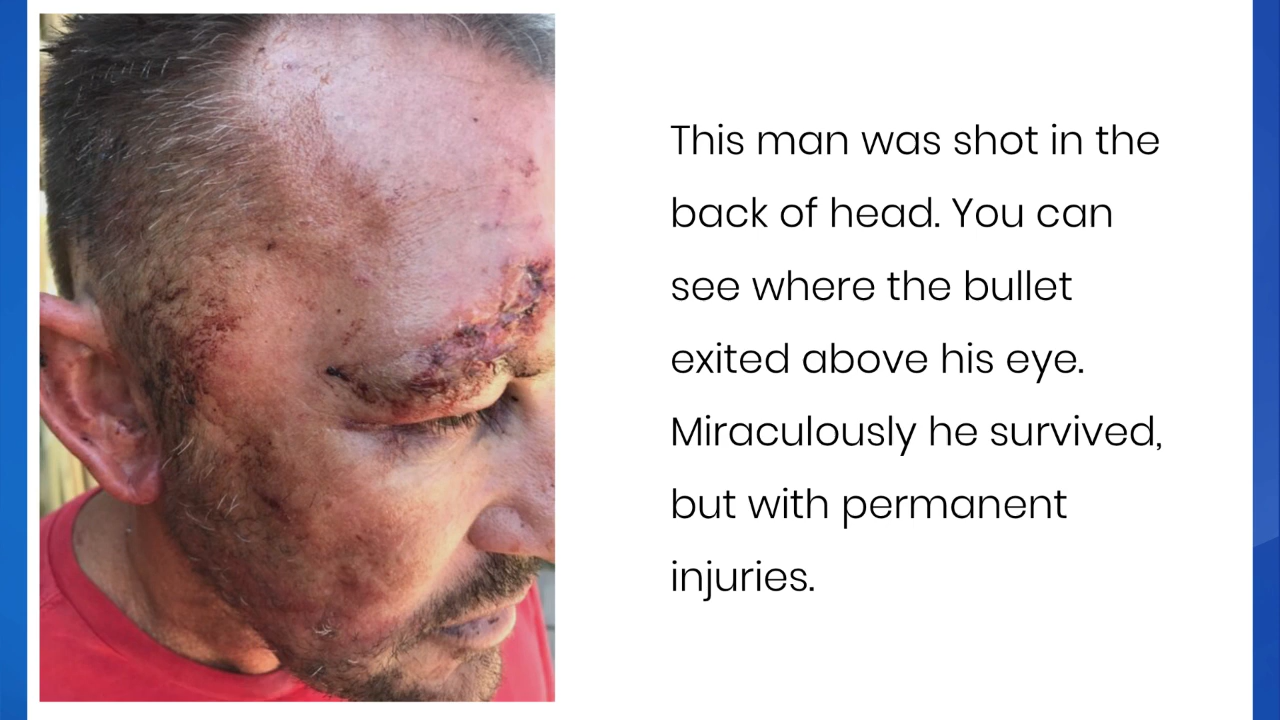 This man was shot in the
back of head. You can
see where the bullet
exited above his eye.
Miraculously he survived,
but with permanent
injuries.